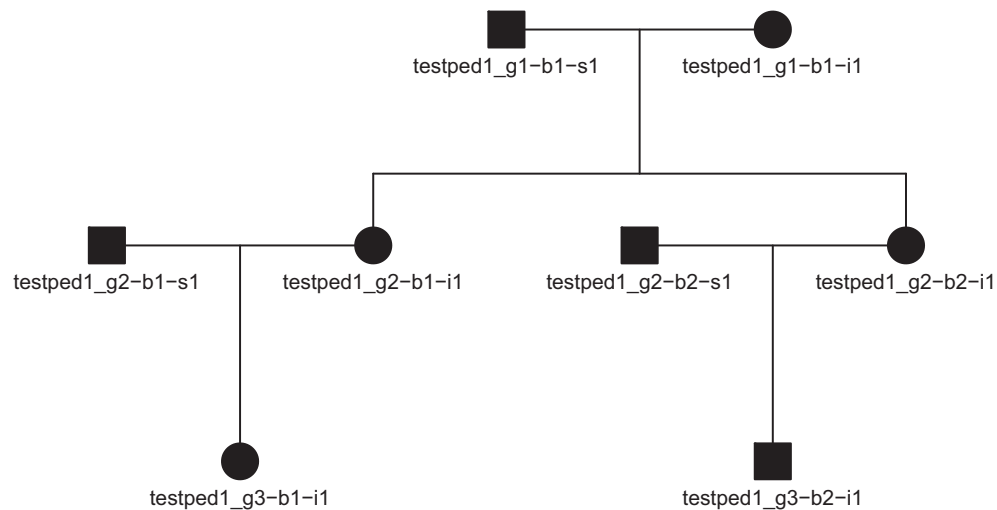 testped1_g1−b1−s1
testped1_g1−b1−i1
testped1_g2−b1−s1
testped1_g2−b1−i1
testped1_g2−b2−s1
testped1_g2−b2−i1
testped1_g3−b1−i1
testped1_g3−b2−i1